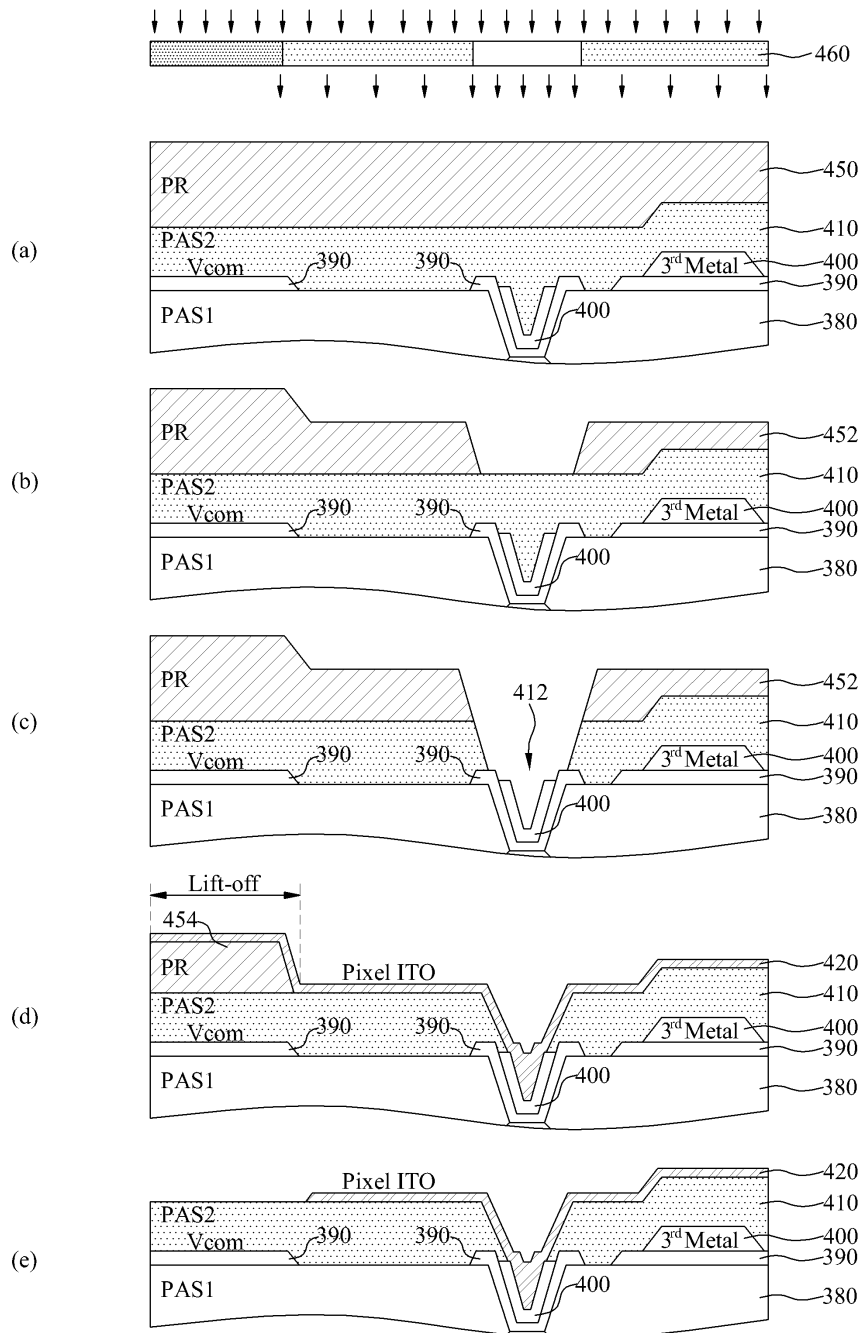 460
(a)
PR
450
PAS2
410
Vcom
390
390
3rd Metal
400
390
PAS1
400
380
(b)
PR
452
PAS2
410
Vcom
390
390
3rd Metal
400
390
PAS1
400
380
(c)
PR
412
452
PAS2
410
Vcom
390
390
3rd Metal
400
390
PAS1
400
380
(d)
Lift-off
454
PR
Pixel ITO
420
PAS2
410
Vcom
390
390
3rd Metal
400
390
PAS1
400
380
(e)
Pixel ITO
420
PAS2
410
Vcom
390
390
3rd Metal
400
390
PAS1
400
380